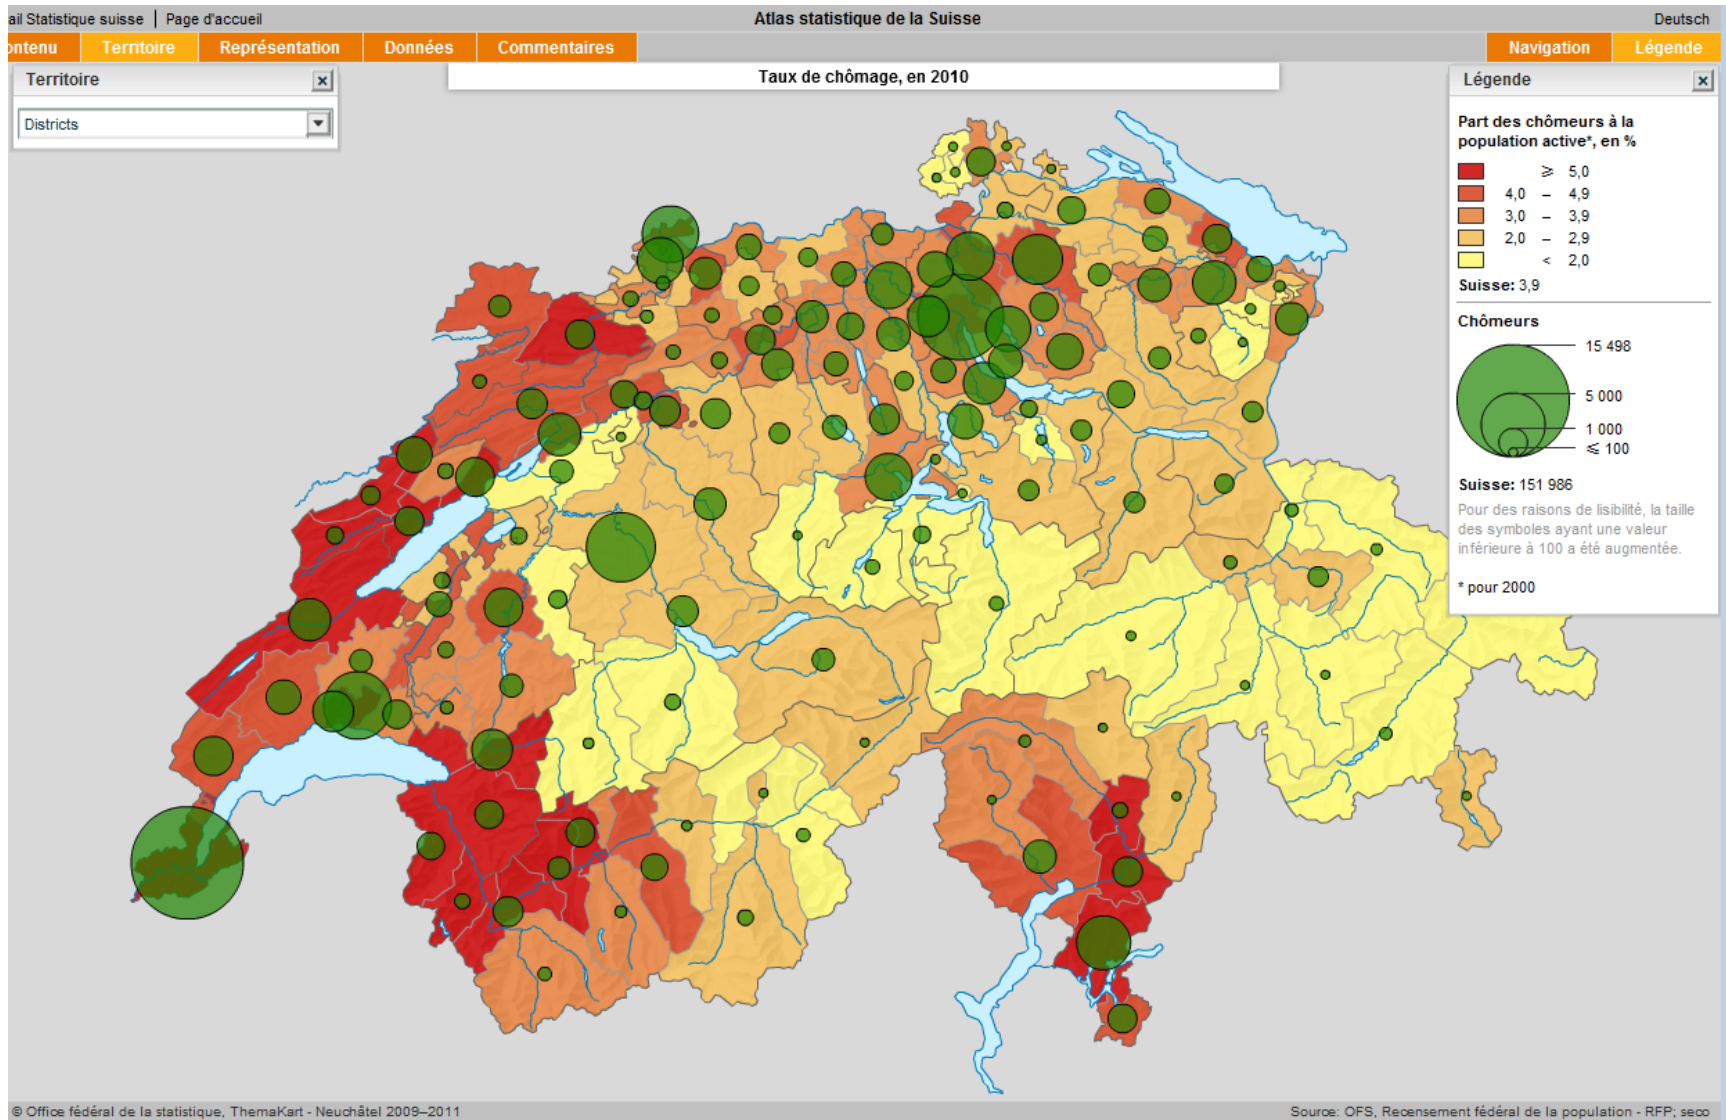 ail Statistique suisse | Page d'accueil
Atlas statistique de la Suisse
Deutsch
ontenu
Territoire
Représentation
Données
Commentaires
Navigation
Légende
Territoire
Districts
Taux de chômage, en 2010
Légende
Part des chômeurs à la
population active*, en %
≥ 5,0
4,0 – 4,9
3,0 – 3,9
2,0 – 2,9
< 2,0
Suisse: 3,9
Chômeurs
15 498
5 000
1 000
≤ 100
Suisse: 151 986
Pour des raisons de lisibilité, la taille
des symboles ayant une valeur
inférieure à 100 a été augmentée.
* pour 2000
© Office fédéral de la statistique, ThemaKart - Neuchâtel 2009–2011
Source: OFS, Recensement fédéral de la population - RFP; seco